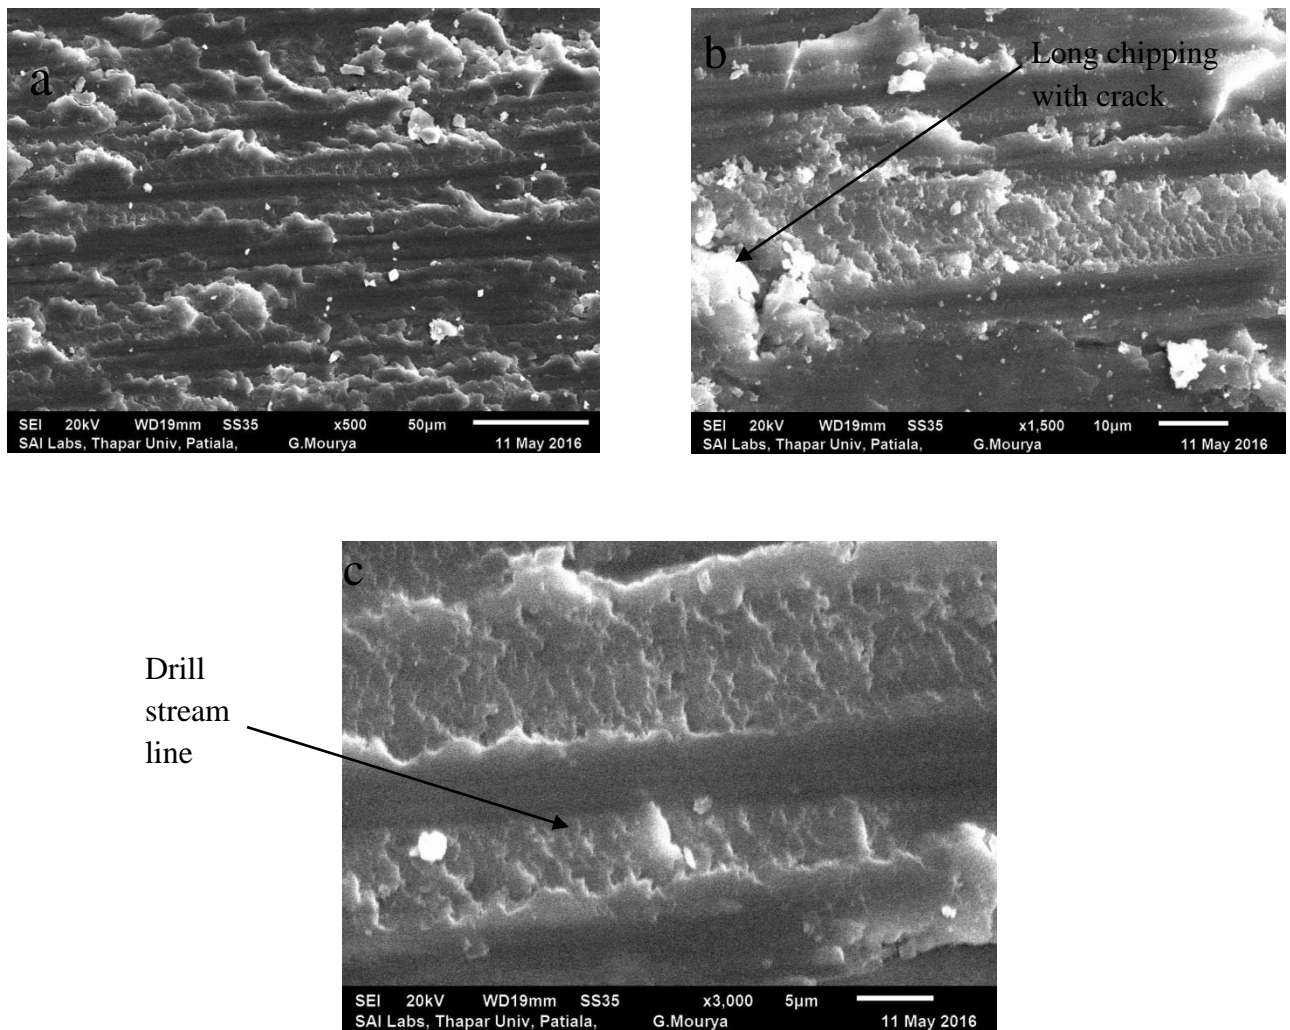 a
SEI 20kV WD19mm SS35 x500 50µm
SAI Labs, Thapar Univ, Patiala, G.Mourya 11 May 2016
b
Long chipping
with crack
SEI 20kV WD19mm SS35 x1,500 10µm
SAI Labs, Thapar Univ, Patiala, G.Mourya 11 May 2016
c
Drill
stream
line
SEI 20kV WD19mm SS35 x3,000 5µm
SAI Labs, Thapar Univ, Patiala, G.Mourya 11 May 2016